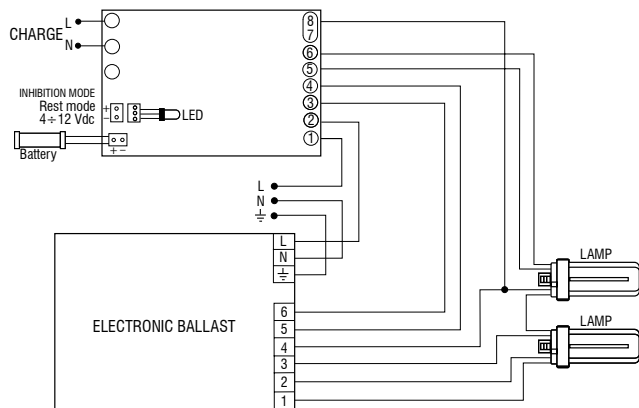 CHARGE
L
N
INHIBITION MODE
Rest mode
4÷12 Vdc
+
−
LED
Battery
+ −
8
7
6
5
4
3
2
1
L
N
L
N
ELECTRONIC BALLAST
6
5
4
3
2
1
LAMP
LAMP